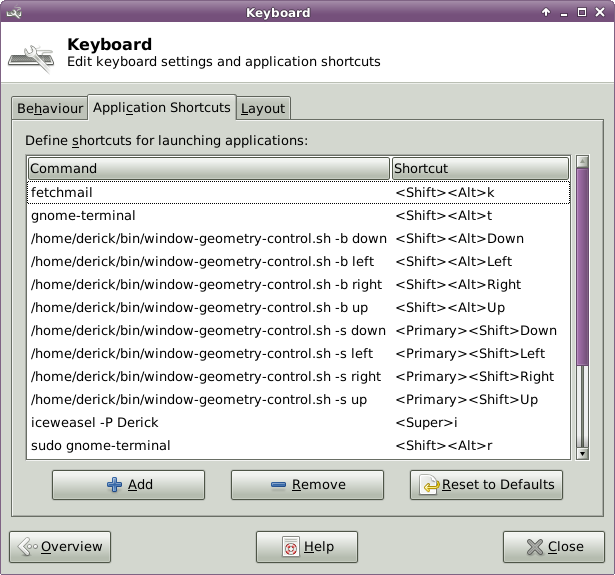 Keyboard
Keyboard
Edit keyboard settings and application shortcuts
Behaviour Application Shortcuts Layout
Define shortcuts for launching applications:
Command Shortcut
fetchmail <Shift><Alt>k
gnome-terminal <Shift><Alt>t
/home/derick/bin/window-geometry-control.sh -b down <Shift><Alt>Down
/home/derick/bin/window-geometry-control.sh -b left <Shift><Alt>Left
/home/derick/bin/window-geometry-control.sh -b right <Shift><Alt>Right
/home/derick/bin/window-geometry-control.sh -b up <Shift><Alt>Up
/home/derick/bin/window-geometry-control.sh -s down <Primary><Shift>Down
/home/derick/bin/window-geometry-control.sh -s left <Primary><Shift>Left
/home/derick/bin/window-geometry-control.sh -s right <Primary><Shift>Right
/home/derick/bin/window-geometry-control.sh -s up <Primary><Shift>Up
iceweasel -P Derick <Super>i
sudo gnome-terminal <Shift><Alt>r
Add Remove Reset to Defaults
Overview Help Close